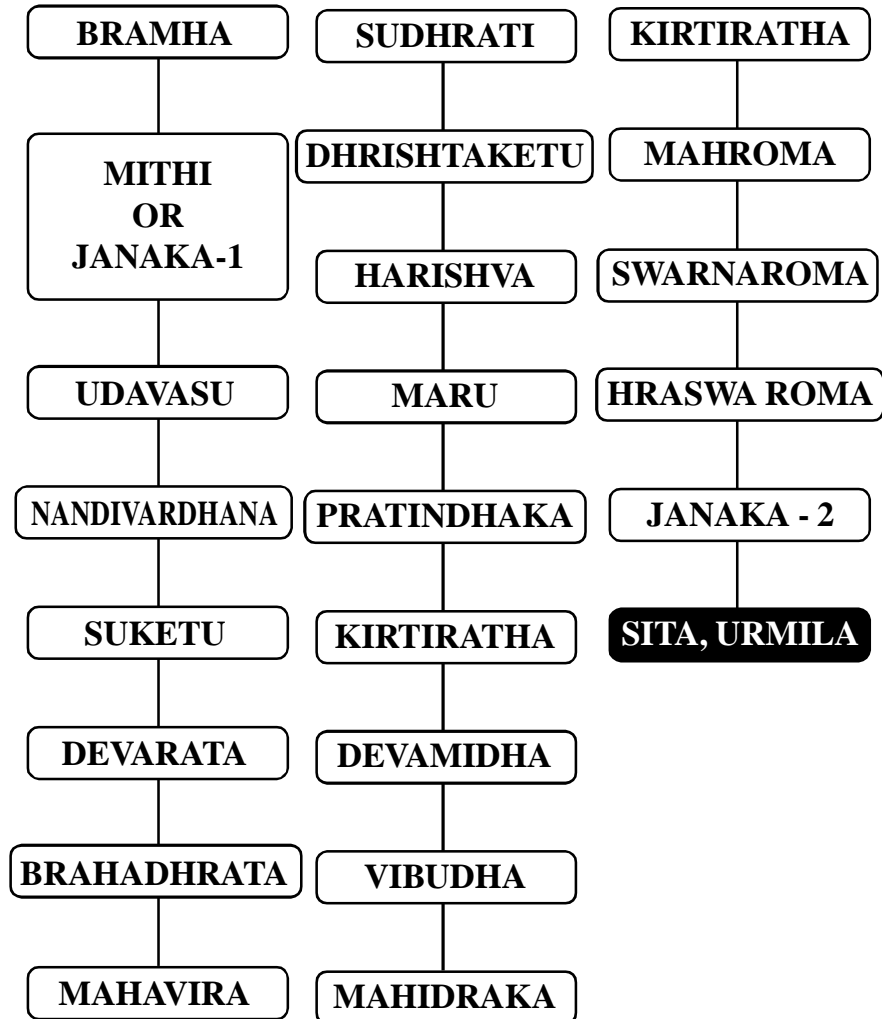 BRAMHA
MITHI
OR
JANAKA-1
UDAVASU
NANDIVARDHANA
SUKETU
DEVARATA
BRAHADHRATA
MAHAVIRA
SUDHRATI
DHRISHTAKETU
HARISHVA
MARU
PRATINDHAKA
KIRTIRATHA
DEVAMIDHA
VIBUDHA
MAHIDRAKA
KIRTIRATHA
MAHROMA
SWARNAROMA
HRASWA ROMA
JANAKA - 2
SITA, URMILA